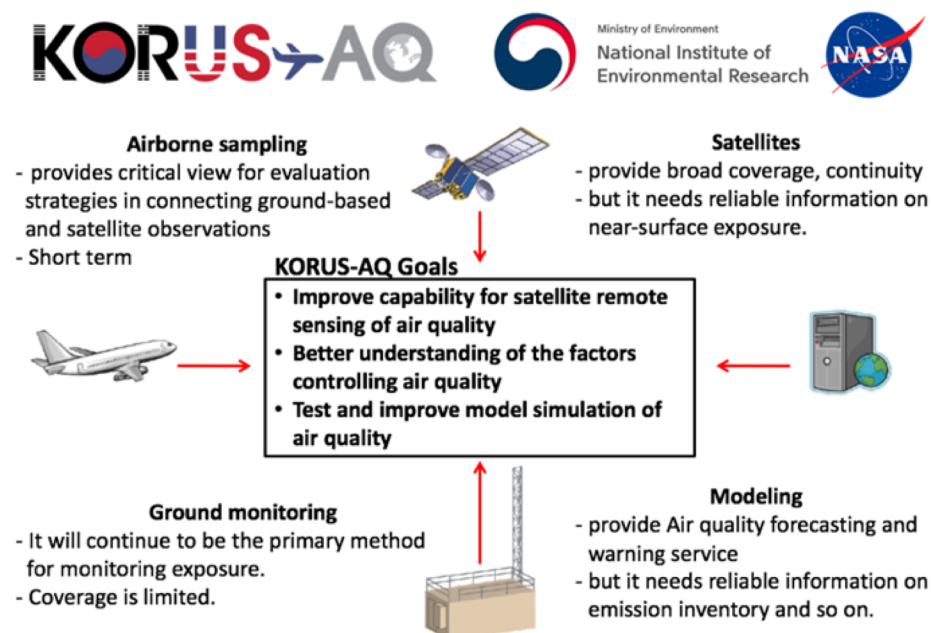 KORUS AQ
Ministry of Environment
National Institute of
Environmental Research
NASA
Airborne sampling
- provides critical view for evaluation
strategies in connecting ground-based
and satellite observations
- Short term
Satellites
- provide broad coverage, continuity
- but it needs reliable information on
near-surface exposure.
KORUS-AQ Goals
• Improve capability for satellite remote
sensing of air quality
• Better understanding of the factors
controlling air quality
• Test and improve model simulation of
air quality
Ground monitoring
- It will continue to be the primary method
for monitoring exposure.
- Coverage is limited.
Modeling
- provide Air quality forecasting and
warning service
- but it needs reliable information on
emission inventory and so on.